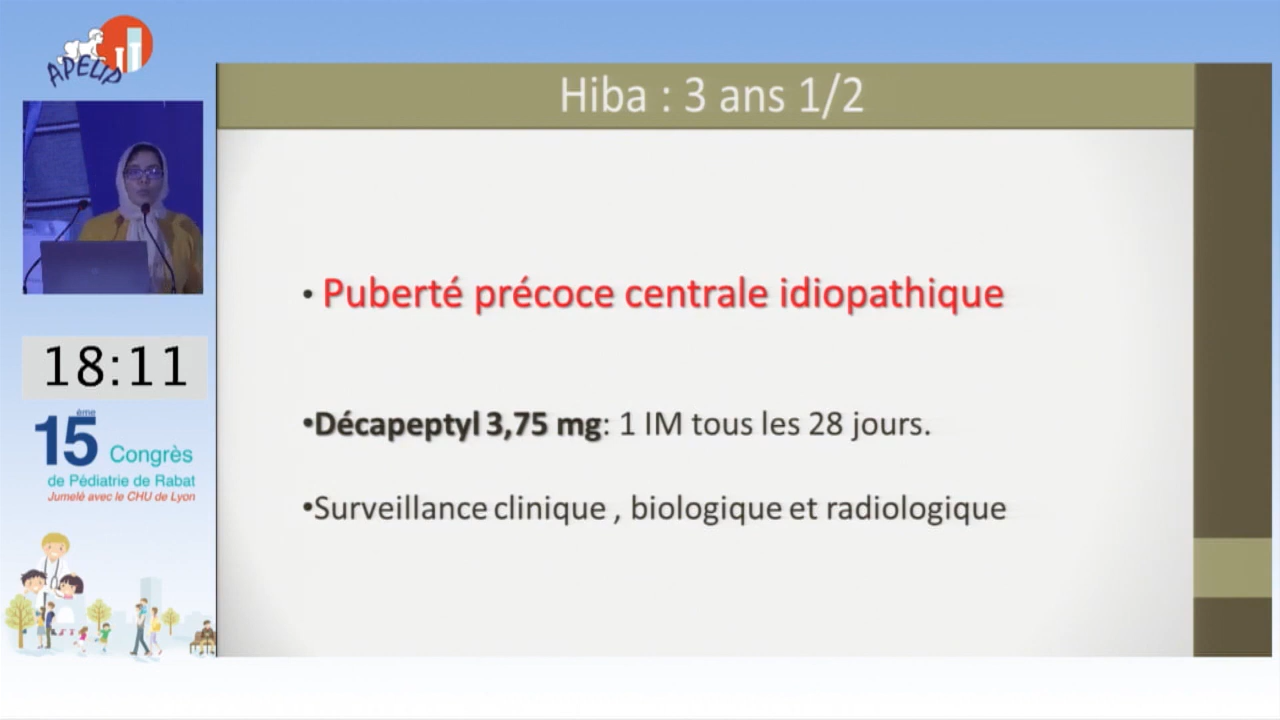 APEUP
Hiba : 3 ans 1/2
• Puberté précoce centrale idiopathique
•Décapeptyl 3,75 mg: 1 IM tous les 28 jours.
•Surveillance clinique , biologique et radiologique
18:11
15ème Congrès
de Pédiatrie de Rabat
Jumelé avec le CHU de Lyon